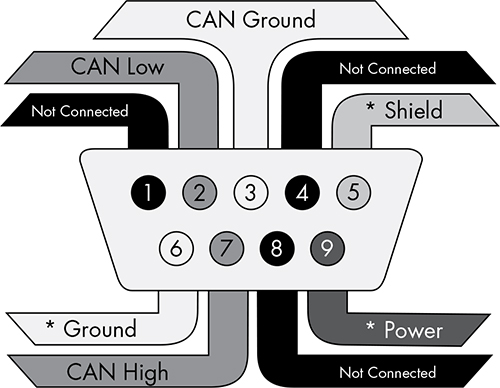 CAN Ground
CAN Low
Not Connected
Not Connected
* Shield
1 2 3 4 5
6 7 8 9
* Ground
* Power
CAN High
Not Connected